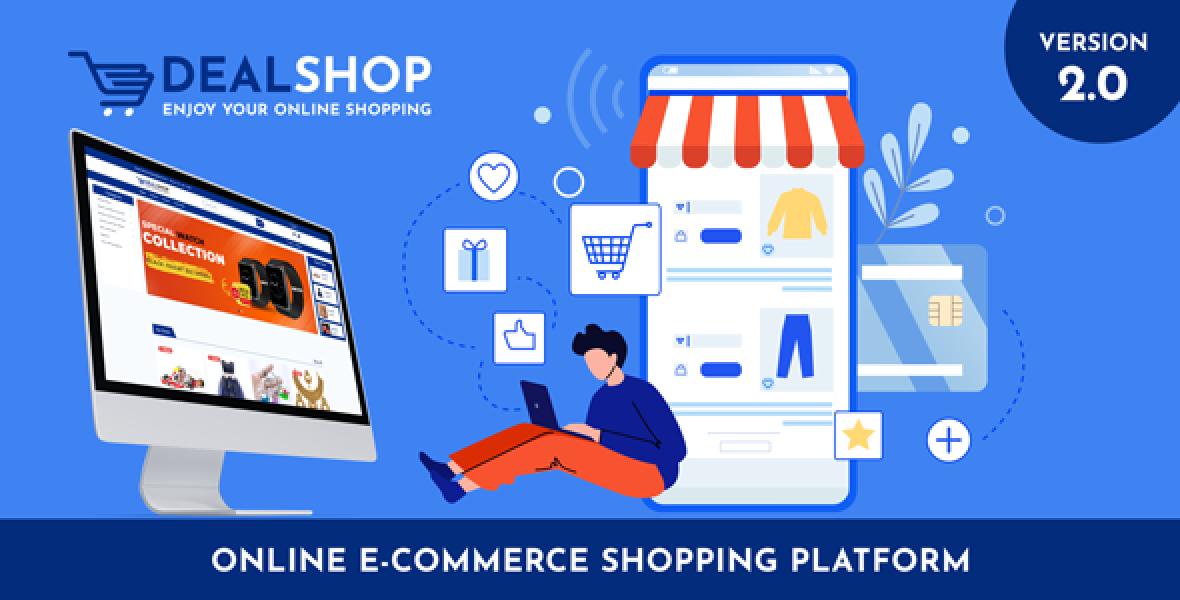 DEALSHOP
ENJOY YOUR ONLINE SHOPPING
VERSION
2.0
SPECIAL WATCH
COLLECTION
ONLINE E-COMMERCE SHOPPING PLATFORM